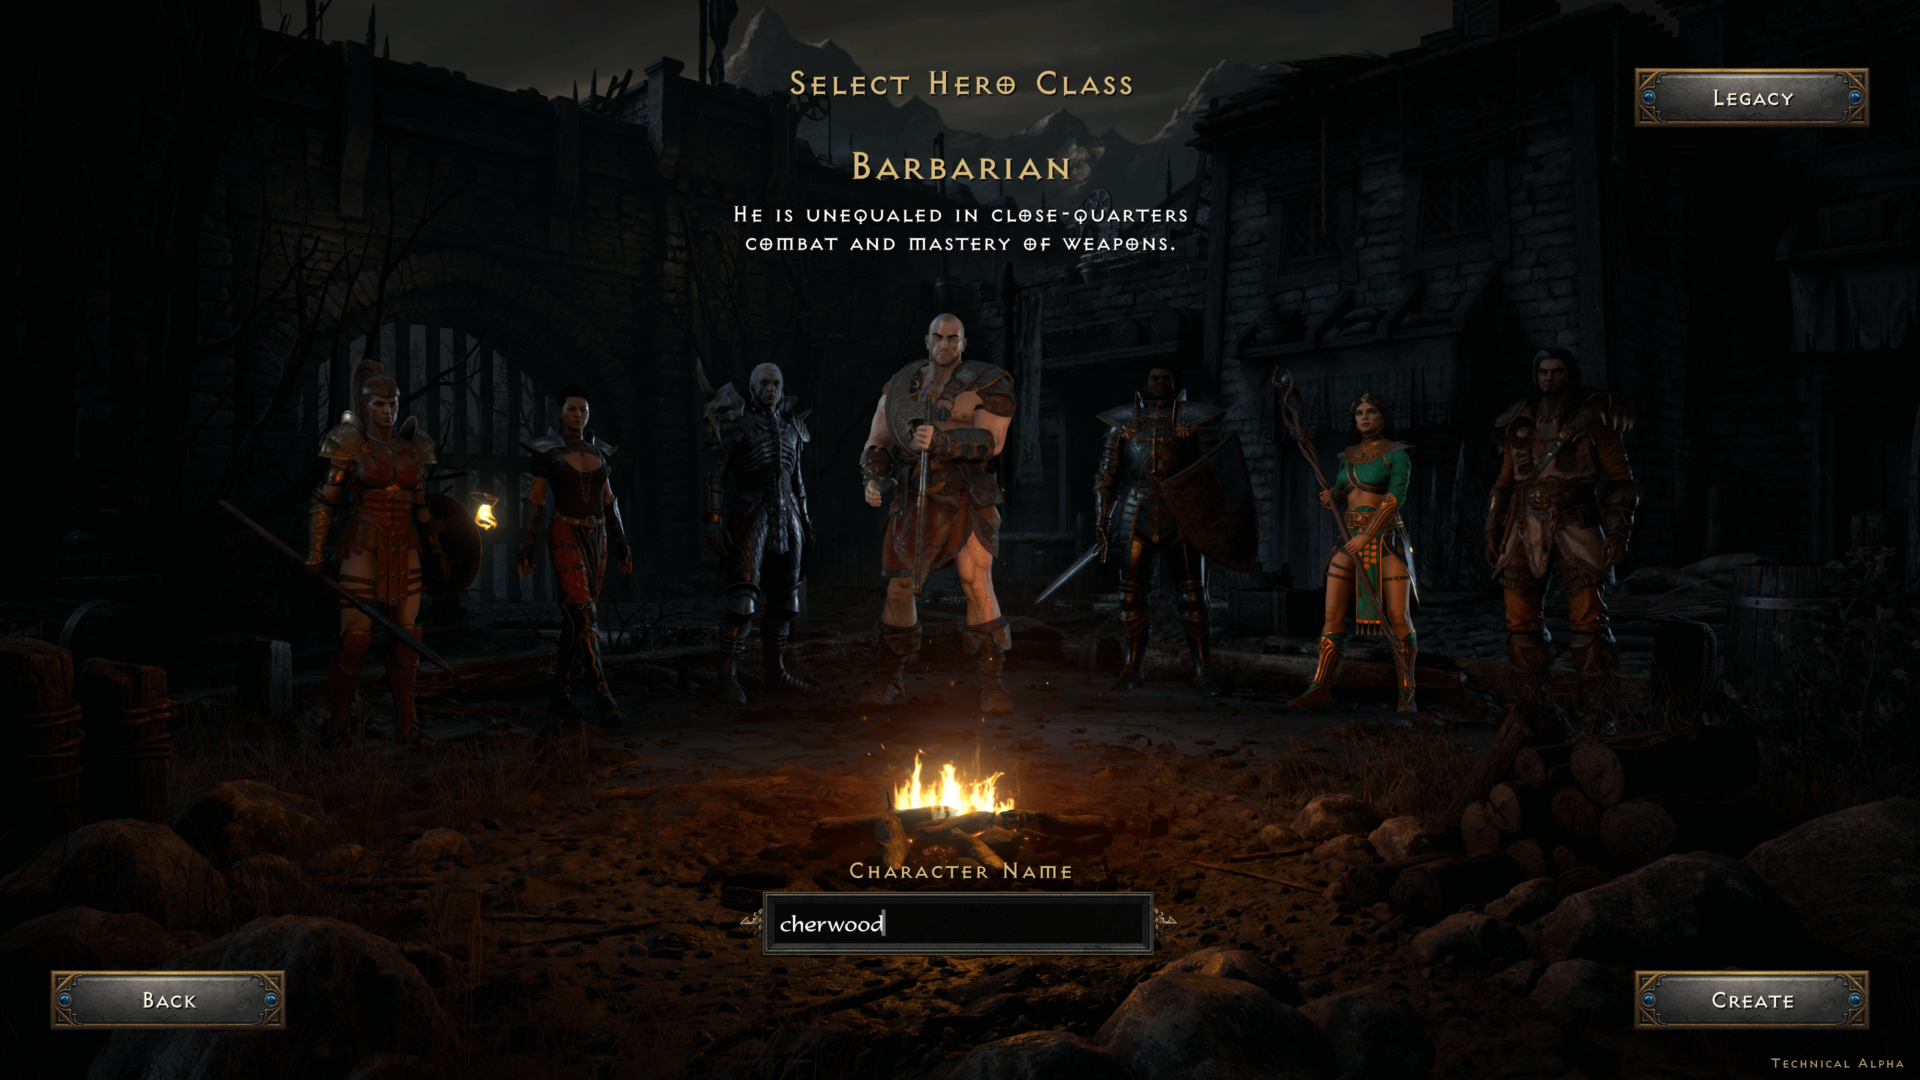 Select Hero Class
Legacy
Barbarian
He is unequaled in close-quarters
combat and mastery of weapons.
Character Name
cherwood
Back
Create
Technical Alpha